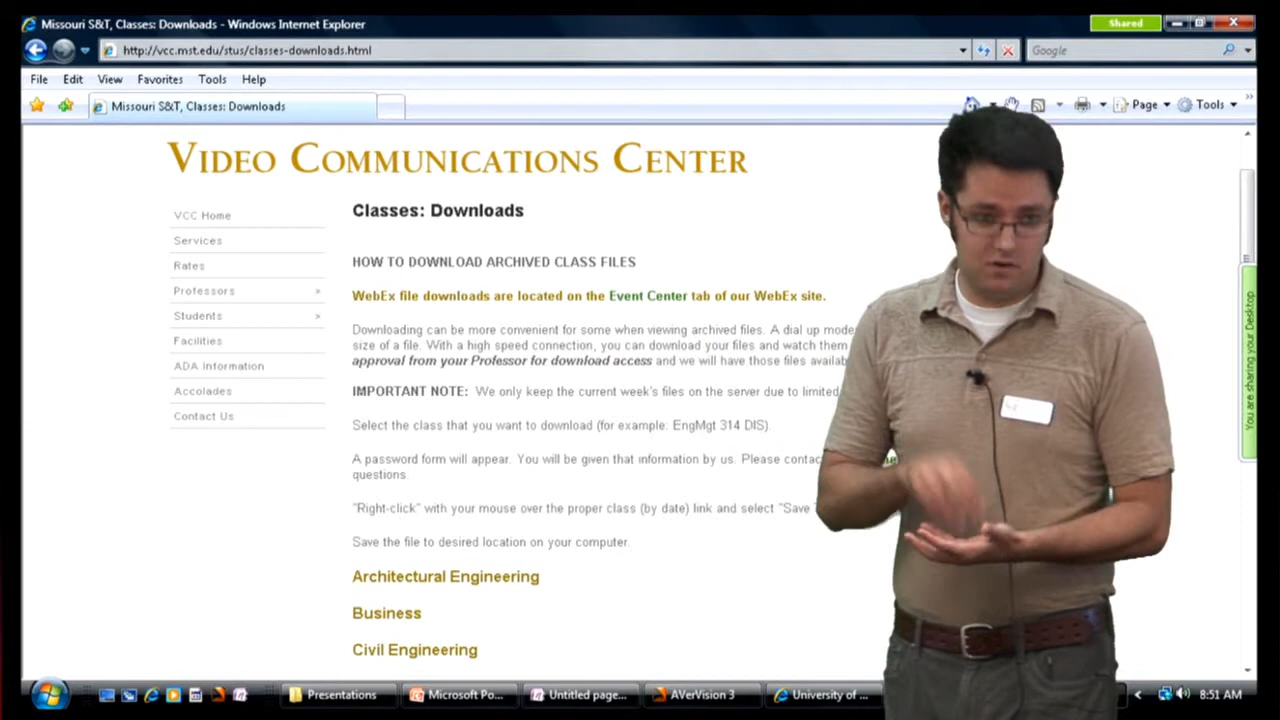 Missouri S&T, Classes: Downloads - Windows Internet Explorer
Shared
http://vcc.mst.edu/stus/classes-downloads.html
Google
File Edit View Favorites Tools Help
Missouri S&T, Classes: Downloads
Page Tools
VIDEO COMMUNICATIONS CENTER
VCC Home
Services
Rates
Professors »
Students »
Facilities
ADA Information
Accolades
Contact Us
Classes: Downloads
HOW TO DOWNLOAD ARCHIVED CLASS FILES
WebEx file downloads are located on the Event Center tab of our WebEx site.
Downloading can be more convenient for some when viewing archived files. A dial up
size of a file. With a high speed connection, you can download your files and watch them
approval from your Professor for download access and we will have those files
IMPORTANT NOTE: We only keep the current week's files on the server due to limited
Select the class that you want to download (for example: EngMgt 314 DIS).
A password form will appear. You will be given that information by us. Please
questions.
"Right-click" with your mouse over the proper class (by date) link and select "Save
Save the file to desired location on your computer.
Architectural Engineering
Business
Civil Engineering
You are sharing your Desktop
Presentations Microsoft Po... Untitled page... AVerVision 3 University of ... 8:51 AM